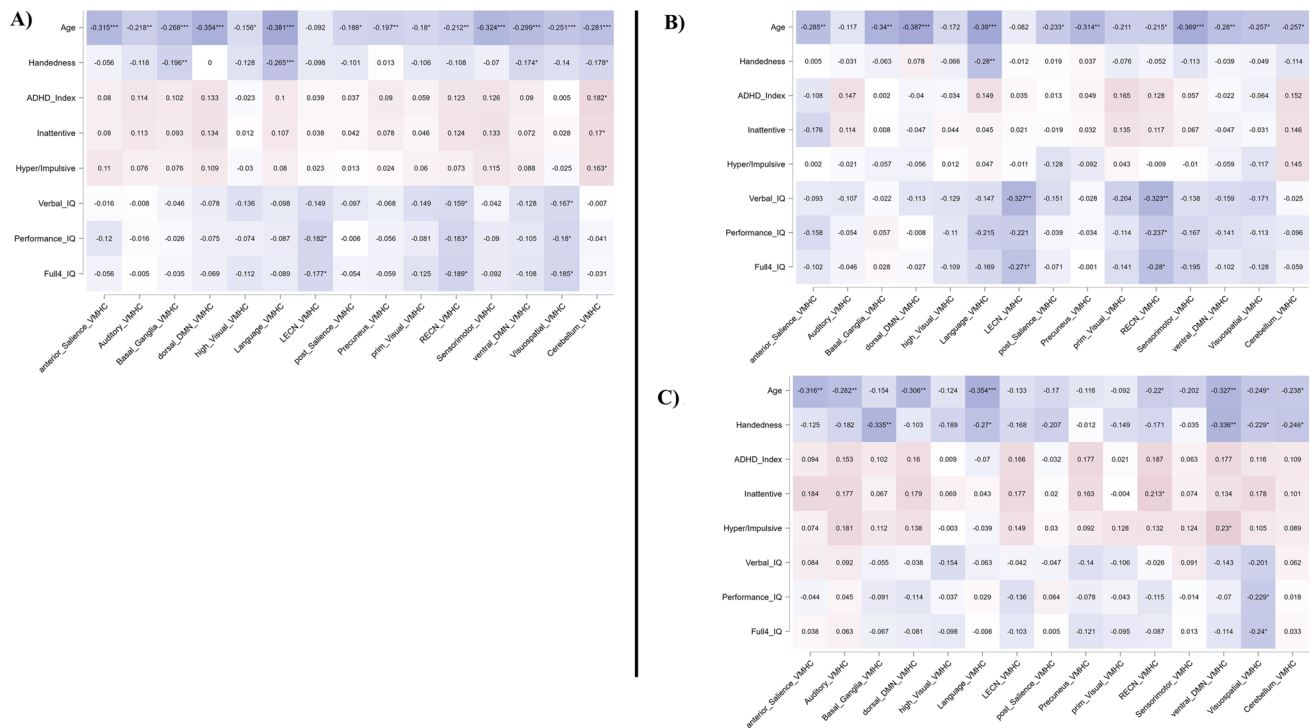 A)
Age -0.315*** -0.218** -0.268*** -0.354*** -0.156* -0.381*** -0.092 -0.188* -0.197** -0.18* -0.212** -0.324*** -0.299*** -0.251*** -0.281***
Handedness -0.056 -0.118 -0.196** 0 -0.128 -0.265*** -0.098 -0.101 0.013 -0.106 -0.108 -0.07 -0.174* -0.14 -0.178*
ADHD_Index 0.08 0.114 0.102 0.133 -0.023 0.1 0.039 0.037 0.09 0.059 0.123 0.126 0.09 0.005 0.182*
Inattentive 0.08 0.113 0.093 0.134 0.012 0.107 0.038 0.042 0.078 0.046 0.124 0.133 0.072 0.028 0.17*
Hyper/Impulsive 0.11 0.076 0.076 0.109 -0.03 0.08 0.023 0.013 0.024 0.06 0.073 0.115 0.088 -0.025 0.163*
Verbal_IQ -0.016 -0.008 -0.046 -0.078 -0.136 -0.098 -0.149 -0.097 -0.068 -0.149 -0.159* -0.042 -0.128 -0.167* -0.007
Performance_IQ -0.12 -0.016 -0.026 -0.075 -0.074 -0.087 -0.182* -0.006 -0.056 -0.081 -0.183* -0.09 -0.105 -0.18* -0.041
Full4_IQ -0.056 -0.005 -0.035 -0.069 -0.112 -0.089 -0.177* -0.054 -0.059 -0.125 -0.189* -0.092 -0.108 -0.185* -0.031
anterior_Salience_VMHC Auditory_VMHC Basal_Ganglia_VMHC dorsal_DMN_VMHC high_Visual_VMHC Language_VMHC LECN_VMHC post_Salience_VMHC Precuneus_VMHC prim_Visual_VMHC RECN_VMHC Sensorimotor_VMHC ventral_DMN_VMHC Visuospatial_VMHC Cerebellum_VMHC
B)
Age -0.285** -0.117 -0.34** -0.387*** -0.172 -0.39*** -0.082 -0.233* -0.314** -0.211 -0.215* -0.369*** -0.28** -0.257* -0.257*
Handedness 0.005 -0.031 -0.063 0.078 -0.066 -0.28** -0.012 0.019 0.037 -0.076 -0.052 -0.113 -0.039 -0.049 -0.114
ADHD_Index -0.108 0.147 0.002 -0.04 -0.034 0.149 0.035 0.013 0.049 0.165 0.128 0.057 -0.022 -0.064 0.152
Inattentive -0.176 0.114 0.008 -0.047 0.044 0.045 0.021 -0.019 0.032 0.135 0.117 0.067 -0.047 -0.031 0.146
Hyper/Impulsive 0.002 -0.021 -0.057 -0.056 0.012 0.047 -0.011 -0.128 -0.092 0.043 -0.009 -0.01 -0.059 -0.117 0.145
Verbal_IQ -0.093 -0.107 -0.022 -0.113 -0.129 -0.147 -0.327** -0.151 -0.028 -0.204 -0.323** -0.138 -0.159 -0.171 -0.025
Performance_IQ -0.158 -0.054 0.057 -0.008 -0.11 -0.215 -0.221 -0.039 -0.034 -0.114 -0.237* -0.167 -0.141 -0.113 -0.096
Full4_IQ -0.102 -0.046 0.028 -0.027 -0.109 -0.169 -0.271* -0.071 -0.001 -0.141 -0.28* -0.195 -0.102 -0.128 -0.059
anterior_Salience_VMHC Auditory_VMHC Basal_Ganglia_VMHC dorsal_DMN_VMHC high_Visual_VMHC Language_VMHC LECN_VMHC post_Salience_VMHC Precuneus_VMHC prim_Visual_VMHC RECN_VMHC Sensorimotor_VMHC ventral_DMN_VMHC Visuospatial_VMHC Cerebellum_VMHC
C)
Age -0.316** -0.282** -0.154 -0.306** -0.124 -0.354*** -0.133 -0.17 -0.116 -0.092 -0.22* -0.202 -0.327** -0.249* -0.238*
Handedness -0.125 -0.182 -0.335** -0.103 -0.189 -0.27* -0.168 -0.207 -0.012 -0.149 -0.171 -0.035 -0.336** -0.229* -0.246*
ADHD_Index 0.094 0.153 0.102 0.16 0.009 -0.07 0.166 -0.032 0.177 0.021 0.187 0.063 0.177 0.116 0.109
Inattentive 0.184 0.177 0.067 0.179 0.069 0.043 0.177 0.02 0.163 -0.004 0.213* 0.074 0.134 0.178 0.101
Hyper/Impulsive 0.074 0.181 0.112 0.138 -0.003 -0.039 0.149 0.03 0.092 0.128 0.132 0.124 0.23* 0.105 0.089
Verbal_IQ 0.084 0.092 -0.055 -0.038 -0.154 -0.063 -0.042 -0.047 -0.14 -0.106 -0.026 0.091 -0.143 -0.201 0.062
Performance_IQ -0.044 0.045 -0.091 -0.114 -0.037 0.029 -0.136 0.064 -0.078 -0.043 -0.115 -0.014 -0.07 -0.229* 0.018
Full4_IQ 0.038 0.063 -0.067 -0.081 -0.098 -0.006 -0.103 0.005 -0.121 -0.095 -0.087 0.013 -0.114 -0.24* 0.033
anterior_Salience_VMHC Auditory_VMHC Basal_Ganglia_VMHC dorsal_DMN_VMHC high_Visual_VMHC Language_VMHC LECN_VMHC post_Salience_VMHC Precuneus_VMHC prim_Visual_VMHC RECN_VMHC Sensorimotor_VMHC ventral_DMN_VMHC Visuospatial_VMHC Cerebellum_VMHC